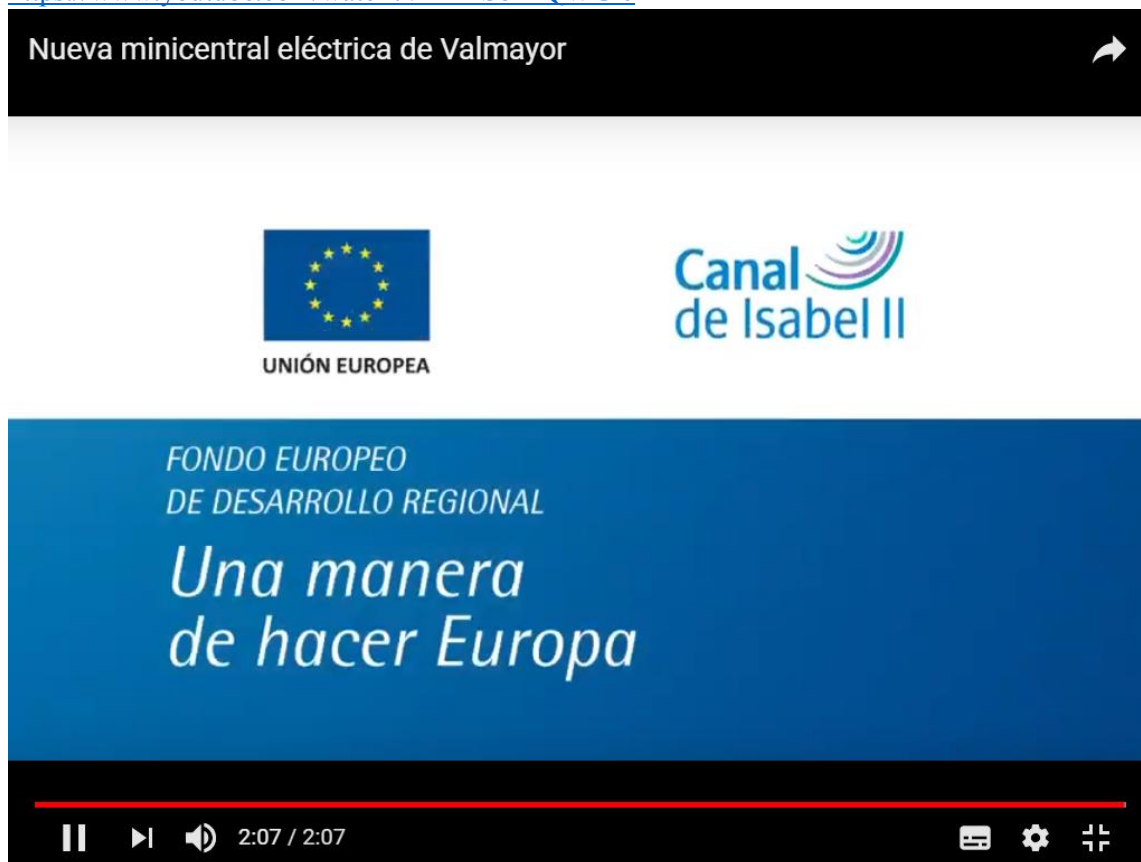 Nueva minicentral eléctrica de Valmayor
UNIÓN EUROPEA
Canal
de Isabel II
FONDO EUROPEO
DE DESARROLLO REGIONAL
Una manera
de hacer Europa
2:07 / 2:07